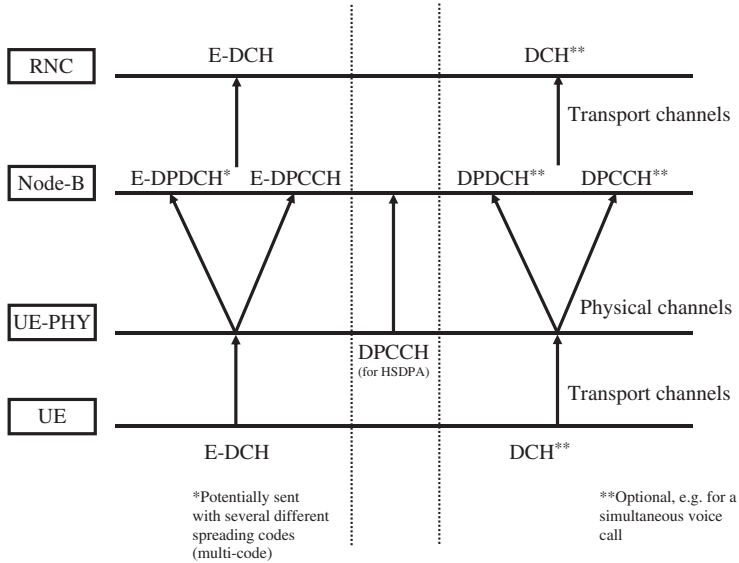 RNC
E-DCH
DCH**
Transport channels
Node-B
E-DPDCH*
E-DPCCH
DPDCH**
DPCCH**
Physical channels
UE-PHY
DPCCH
(for HSDPA)
Transport channels
UE
E-DCH
DCH**
*Potentially sent
with several different
spreading codes
(multi-code)
**Optional, e.g. for a
simultaneous voice
call